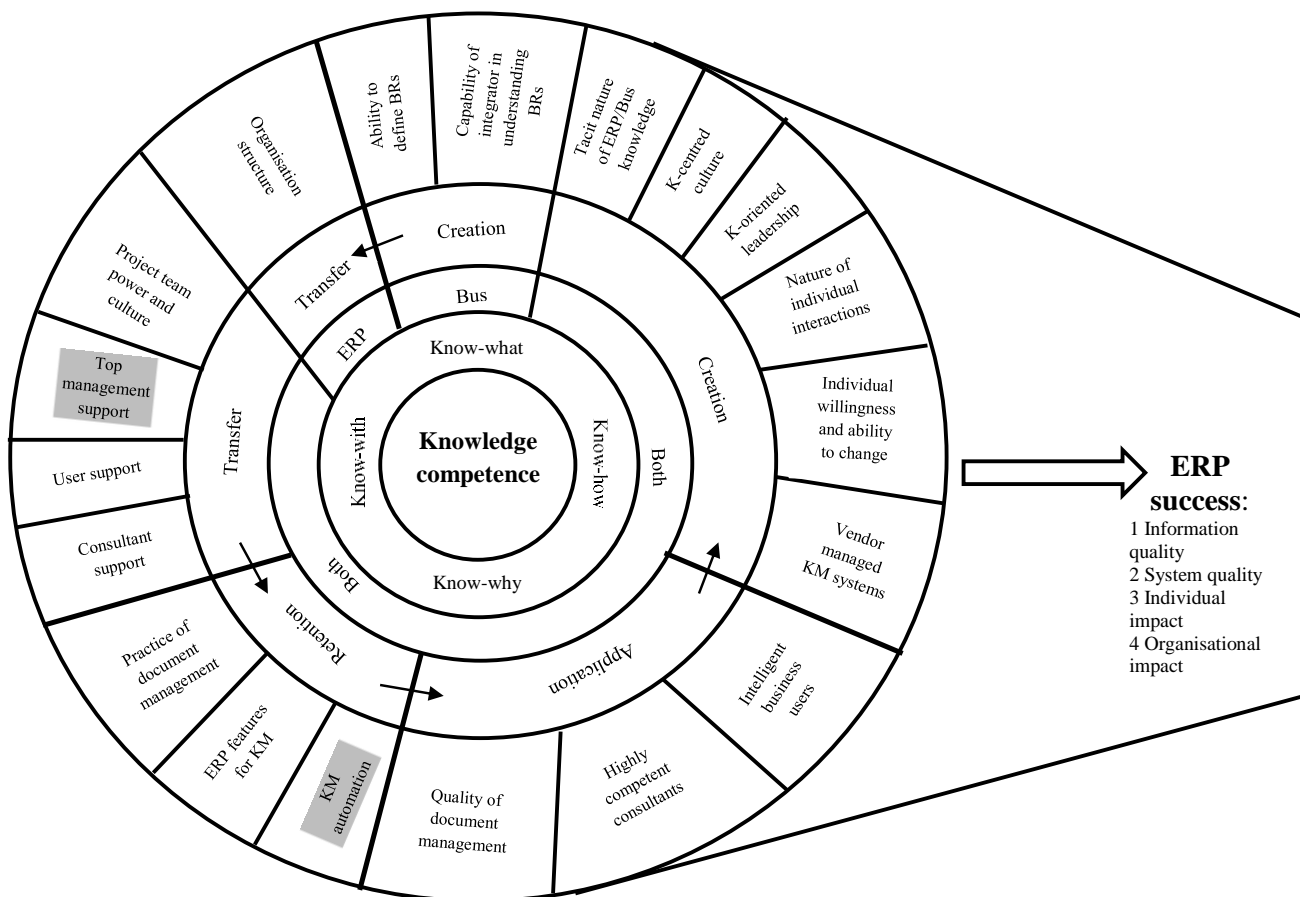 Organisation
structure
Ability to
define BRs
Capability of
integrator in
understanding
BRs
Tacit nature
of ERP/Bus
knowledge
K-centred
culture
K-oriented
leadership
Nature of
individual
interactions
Individual
willingness
and ability
to change
Vendor
managed
KM systems
Intelligent
business
users
Highly
competent
consultants
Quality of
document
management
KM
automation
ERP features
for KM
Practice of
document
management
Consultant
support
User support
Top
management
support
Project team
power and
culture
Transfer
Creation
Creation
Application
Retention
Transfer
ERP
Bus
Both
Both
Know-what
Know-how
Know-why
Know-with
Knowledge
competence
ERP
success:
1 Information
quality
2 System quality
3 Individual
impact
4 Organisational
impact